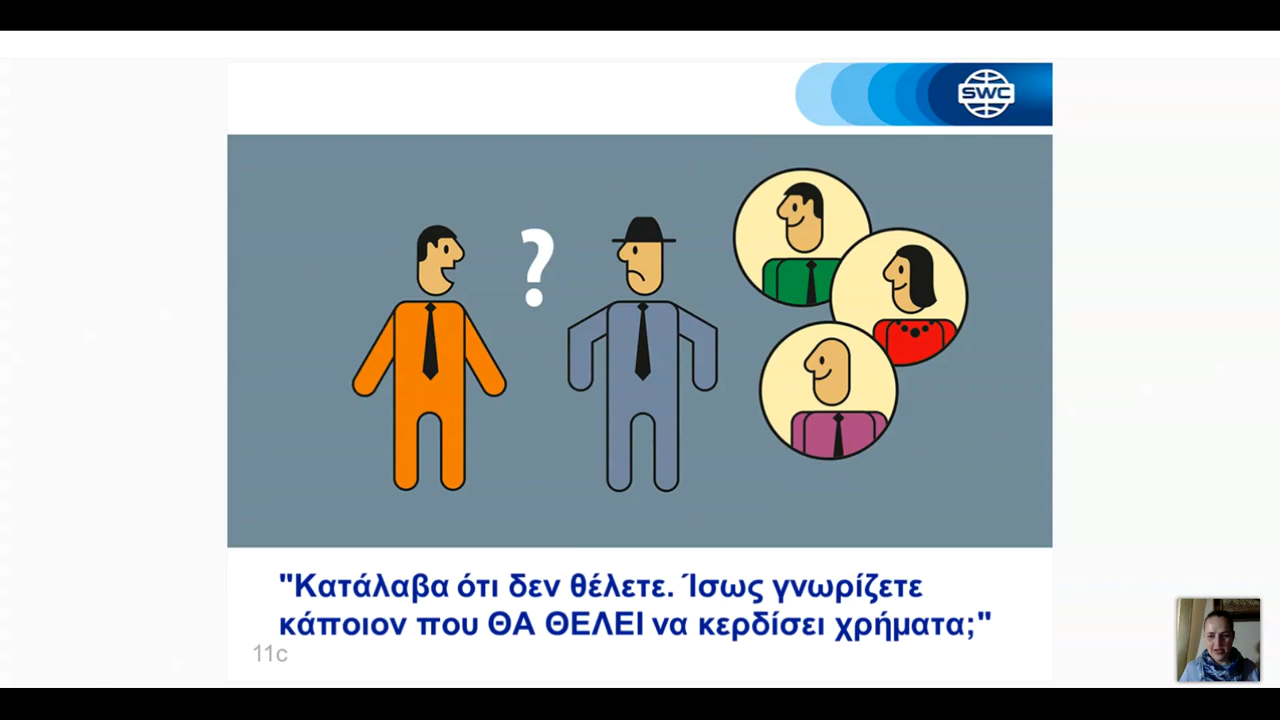 SWC
?
"Κατάλαβα ότι δεν θέλετε. Ίσως γνωρίζετε
κάποιον που ΘΑ ΘΕΛΕΙ να κερδίσει χρήματα;"
11c